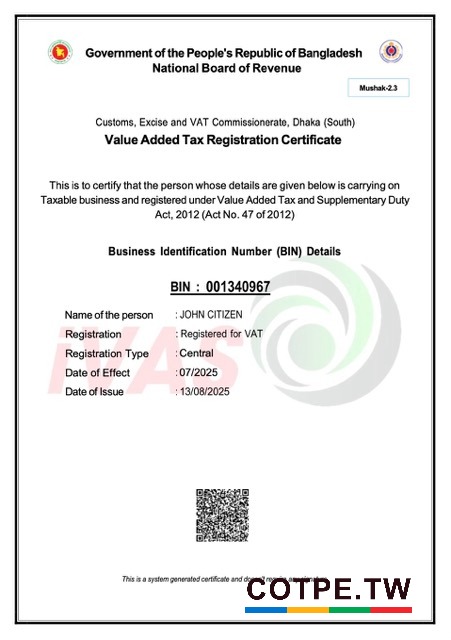 Government of the People's Republic of Bangladesh
National Board of Revenue
Mushak-2.3
Customs, Excise and VAT Commissionerate, Dhaka (South)
Value Added Tax Registration Certificate
This is to certify that the person whose details are given below is carrying on
Taxable business and registered under Value Added Tax and Supplementary Duty
Act, 2012 (Act No. 47 of 2012)
Business Identification Number (BIN) Details
BIN : 001340967
Name of the person : JOHN CITIZEN
Registration : Registered for VAT
Registration Type : Central
Date of Effect : 07/2025
Date of Issue : 13/08/2025
iVAS
This is a system generated certificate and doesn't require any
COTPE.TW